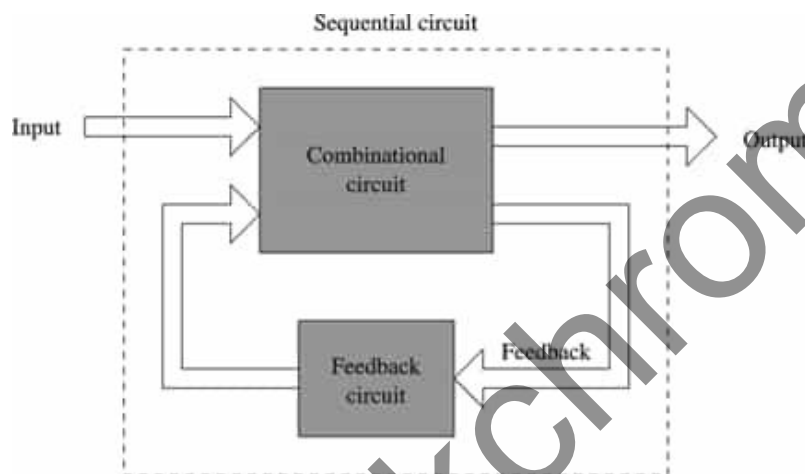 Sequential circuit
Input
Combinational
circuit
Output
Feedback
Feedback
circuit